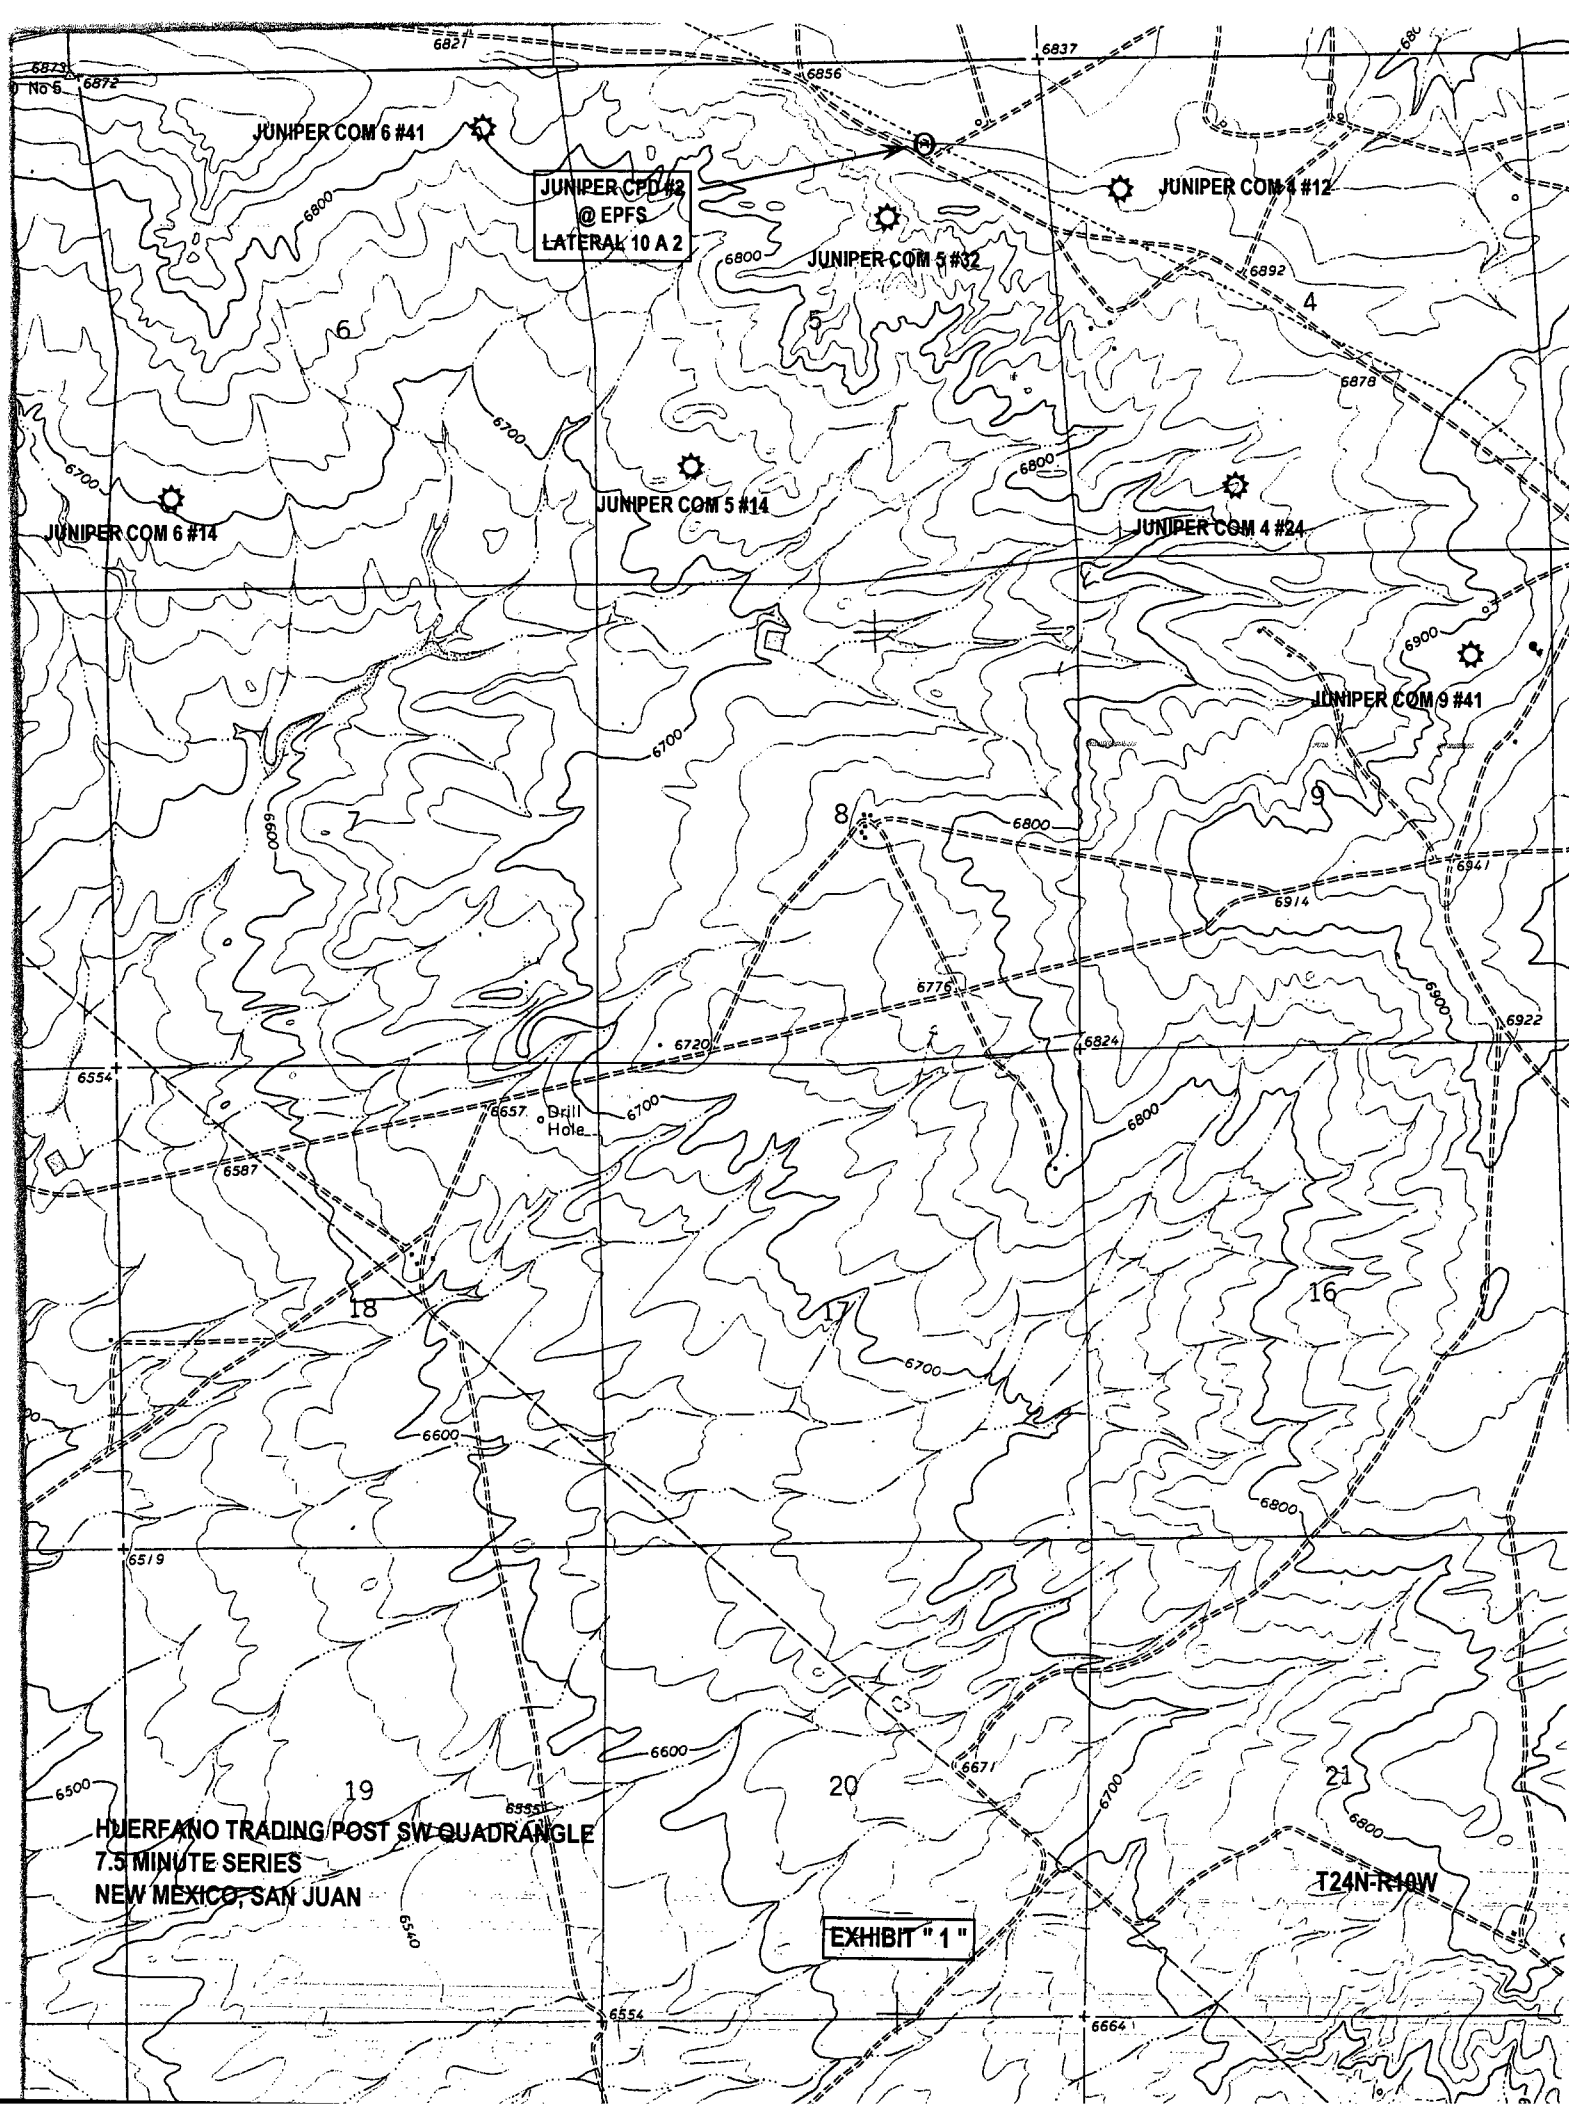 6821
6837
6873
6872
6856
No 5
JUNIPER COM 6 #41
JUNIPER CPD #2
@ EPFS
LATERAL 10 A 2
JUNIPER COM 4 #12
6800
6800
JUNIPER COM 5 #32
6892
6
5
4
6878
6700
6700
6800
JUNIPER COM 6 #14
JUNIPER COM 5 #14
JUNIPER COM 4 #24
6900
JUNIPER COM 9 #41
6700
6600
7
8
6800
9
6941
6914
6776
6900
6922
6720
6824
6554
6657
Drill
Hole
6700
6800
6587
18
17
16
6700
6600
6800
6519
6600
6671
6700
6500
19
20
21
6555
6800
HUERFANO TRADING POST SW QUADRANGLE
7.5 MINUTE SERIES
NEW MEXICO, SAN JUAN
T24N-R10W
6540
EXHIBIT " 1 "
6554
6664